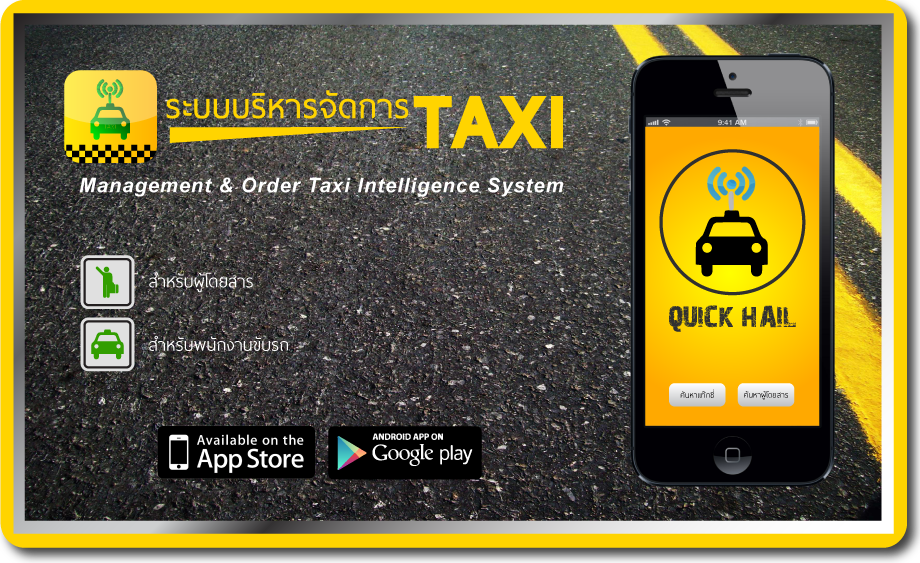 ระบบบริหารจัดการ TAXI
Management & Order Taxi Intelligence System
สำหรับผู้โดยสาร
สำหรับพนักงานขับรถ
Available on the
App Store
ANDROID APP ON
Google play
9:41 AM
QUICK HAIL
ค้นหาแท๊กซี่
ค้นหาผู้โดยสาร